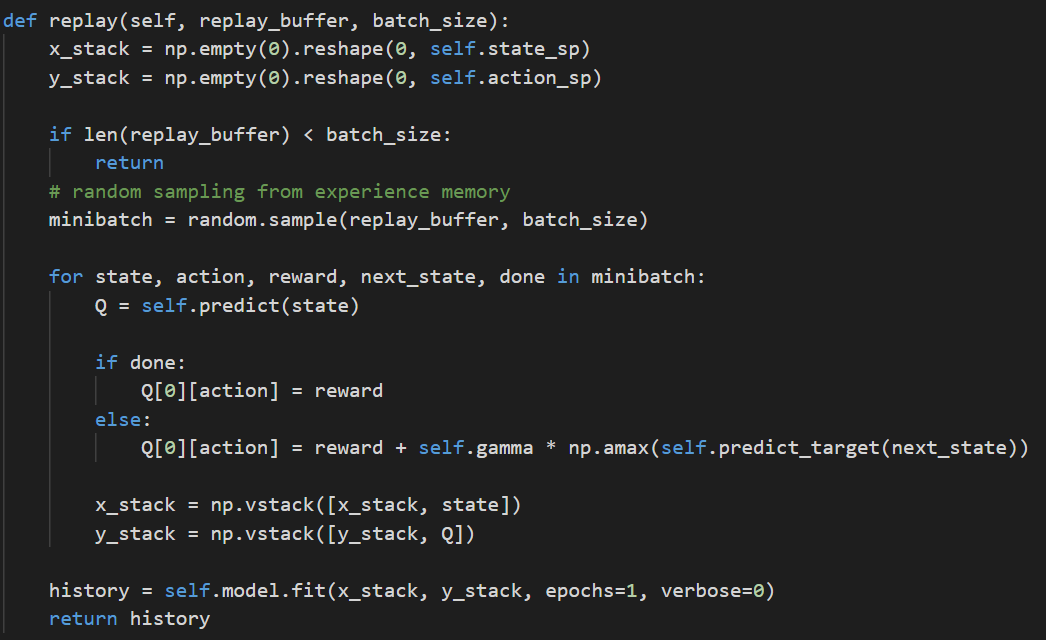 def replay(self, replay_buffer, batch_size):
    x_stack = np.empty(0).reshape(0, self.state_sp)
    y_stack = np.empty(0).reshape(0, self.action_sp)

    if len(replay_buffer) < batch_size:
        return
    # random sampling from experience memory
    minibatch = random.sample(replay_buffer, batch_size)

    for state, action, reward, next_state, done in minibatch:
        Q = self.predict(state)

        if done:
            Q[0][action] = reward
        else:
            Q[0][action] = reward + self.gamma * np.amax(self.predict_target(next_state))

        x_stack = np.vstack([x_stack, state])
        y_stack = np.vstack([y_stack, Q])

    history = self.model.fit(x_stack, y_stack, epochs=1, verbose=0)
    return history